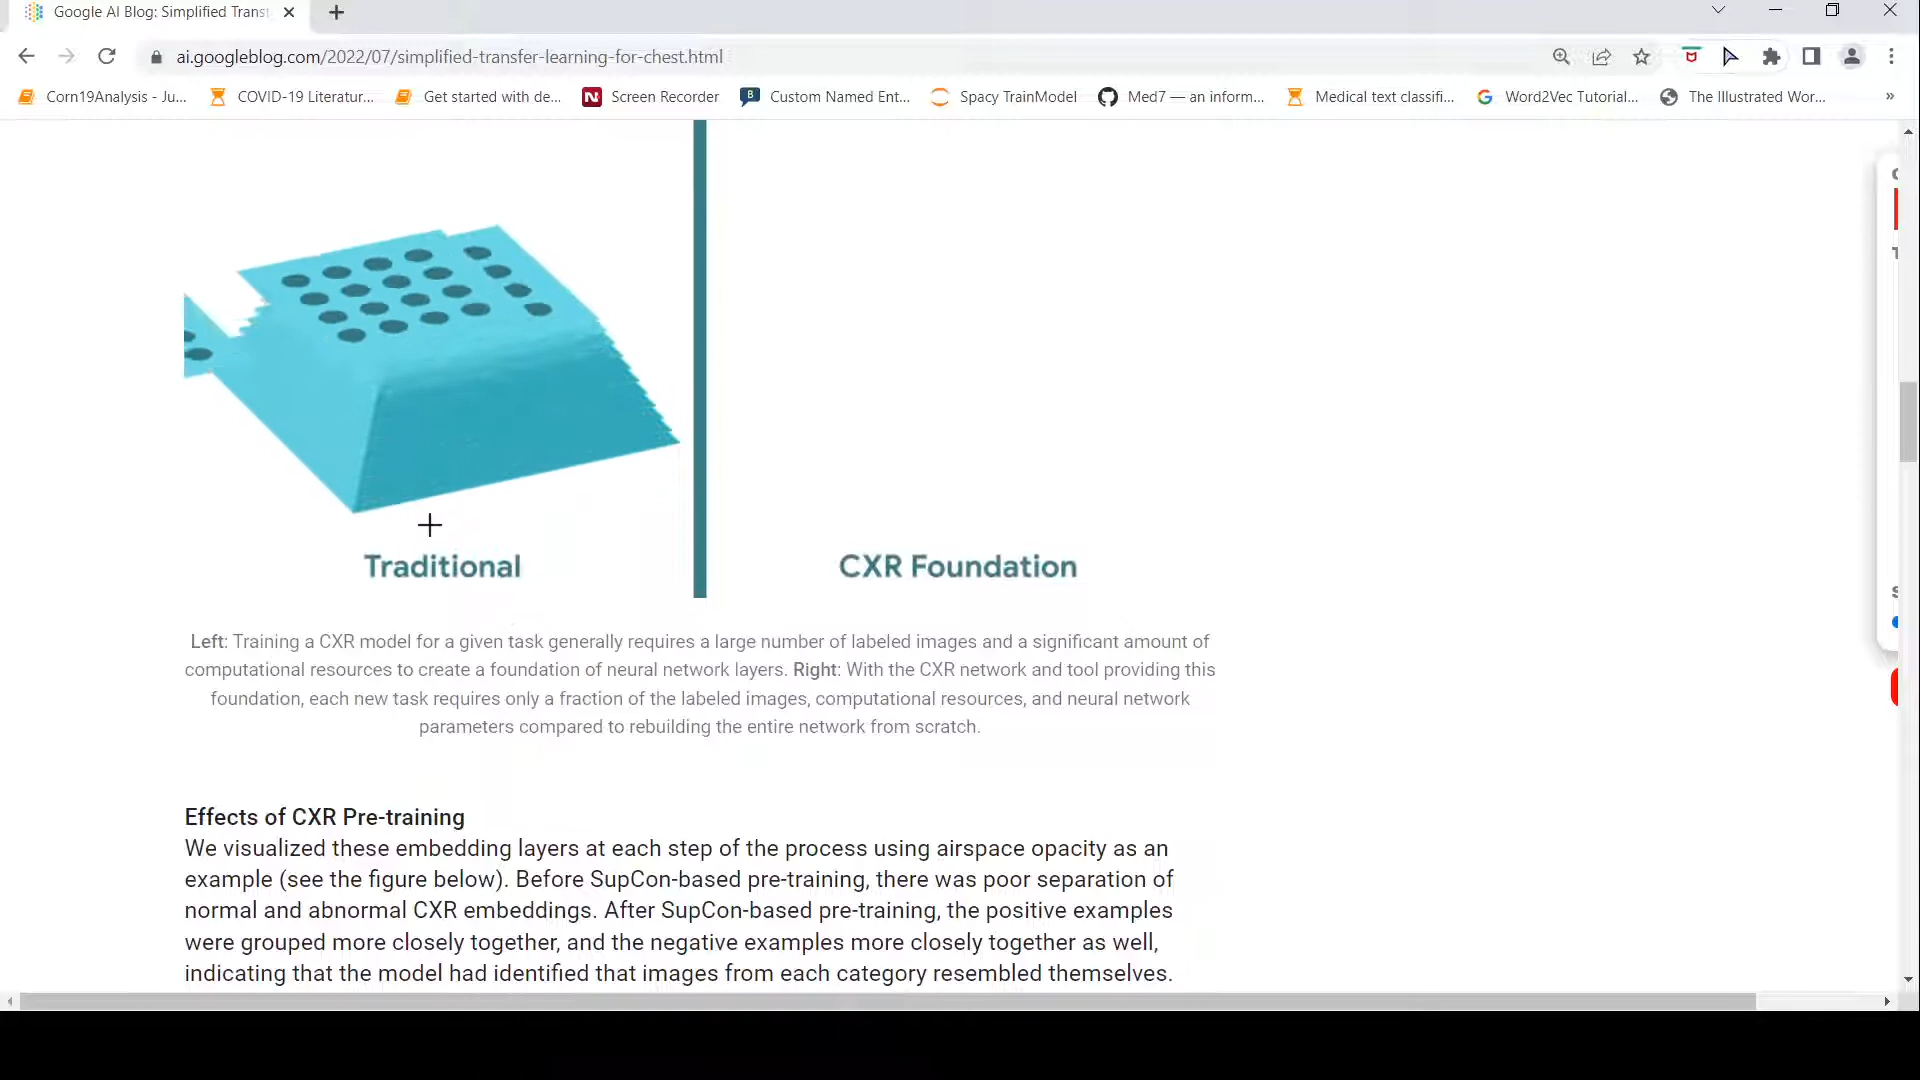 Google AI Blog: Simplified Trans
ai.googleblog.com/2022/07/simplified-transfer-learning-for-chest.html
Corn19Analysis - Ju... COVID-19 Literatur... Get started with de... Screen Recorder Custom Named Ent... Spacy TrainModel Med7 — an inform... Medical text classifi... Word2Vec Tutorial... The Illustrated Wor... »
Traditional CXR Foundation
Left: Training a CXR model for a given task generally requires a large number of labeled images and a significant amount of
computational resources to create a foundation of neural network layers. Right: With the CXR network and tool providing this
foundation, each new task requires only a fraction of the labeled images, computational resources, and neural network
parameters compared to rebuilding the entire network from scratch.
Effects of CXR Pre-training
We visualized these embedding layers at each step of the process using airspace opacity as an
example (see the figure below). Before SupCon-based pre-training, there was poor separation of
normal and abnormal CXR embeddings. After SupCon-based pre-training, the positive examples
were grouped more closely together, and the negative examples more closely together as well,
indicating that the model had identified that images from each category resembled themselves.